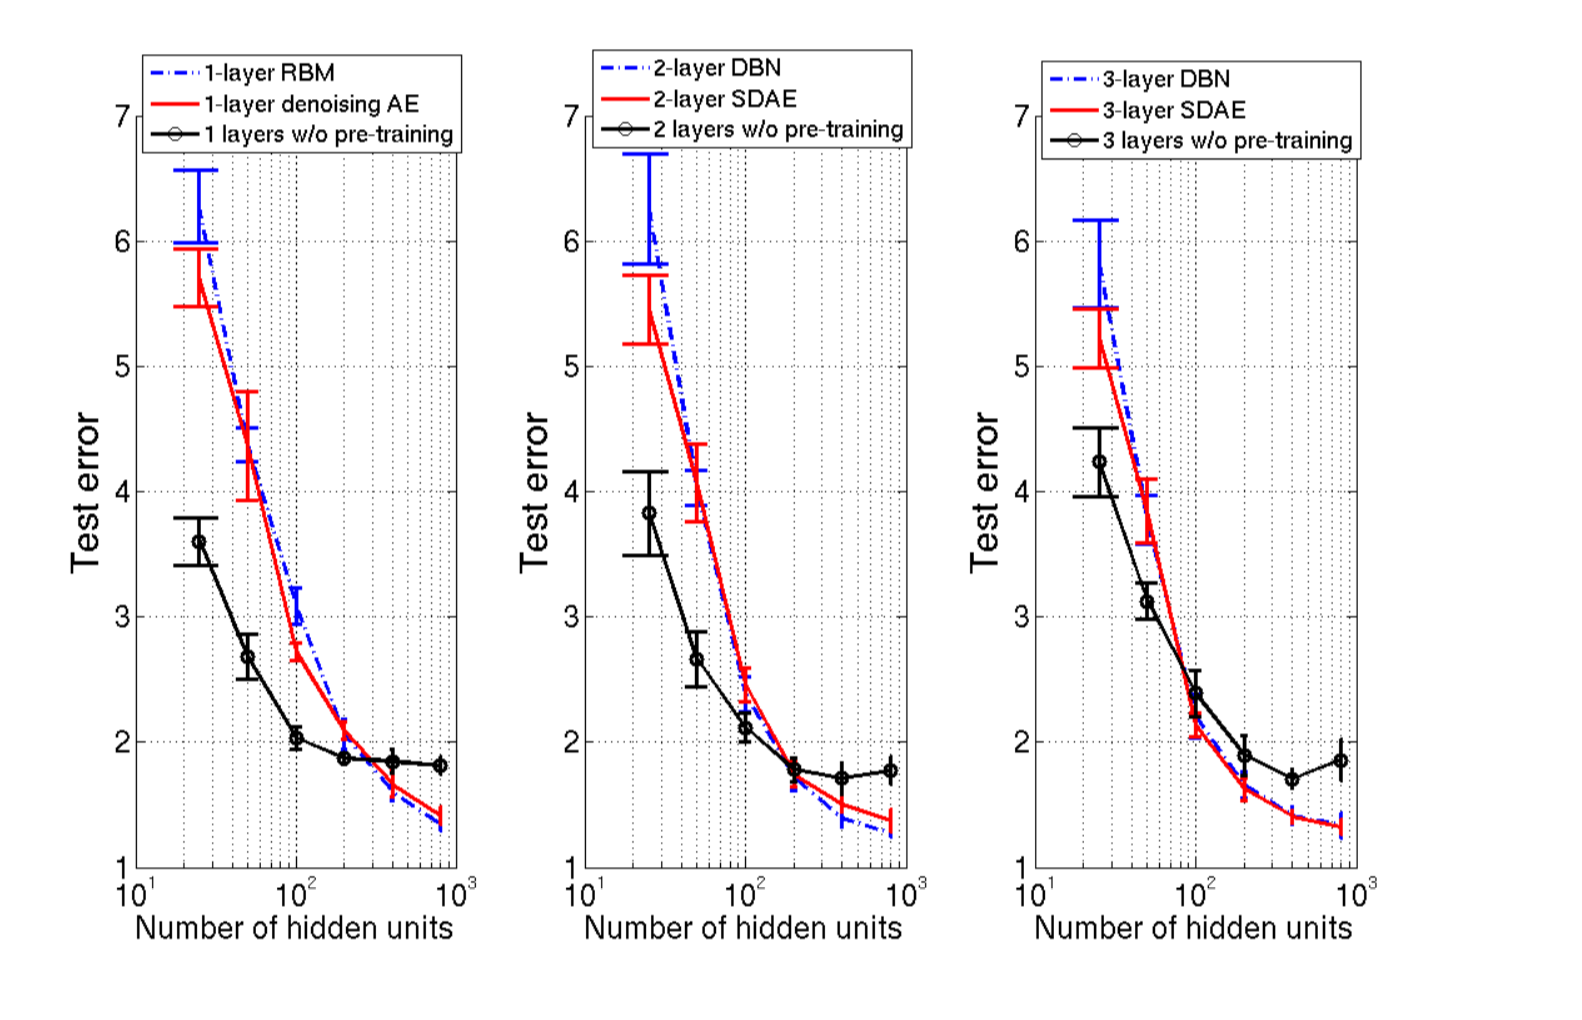 1-layer RBM
1-layer denoising AE
1 layers w/o pre-training
7
6
5
4
3
2
1
Test error
10¹ 10² 10³
Number of hidden units
2-layer DBN
2-layer SDAE
2 layers w/o pre-training
7
6
5
4
3
2
1
Test error
10¹ 10² 10³
Number of hidden units
3-layer DBN
3-layer SDAE
3 layers w/o pre-training
7
6
5
4
3
2
1
Test error
10¹ 10² 10³
Number of hidden units